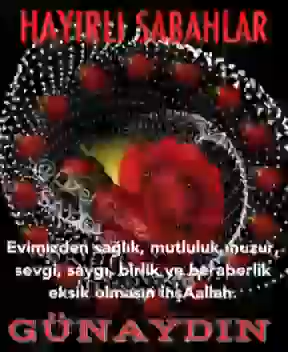 HAYIRLI SABAHLAR
Evimizden sağlık, mutluluk, huzur,
sevgi, saygı, birlik ve beraberlik
eksik olmasın inşAallah.
GÜNAYDIN